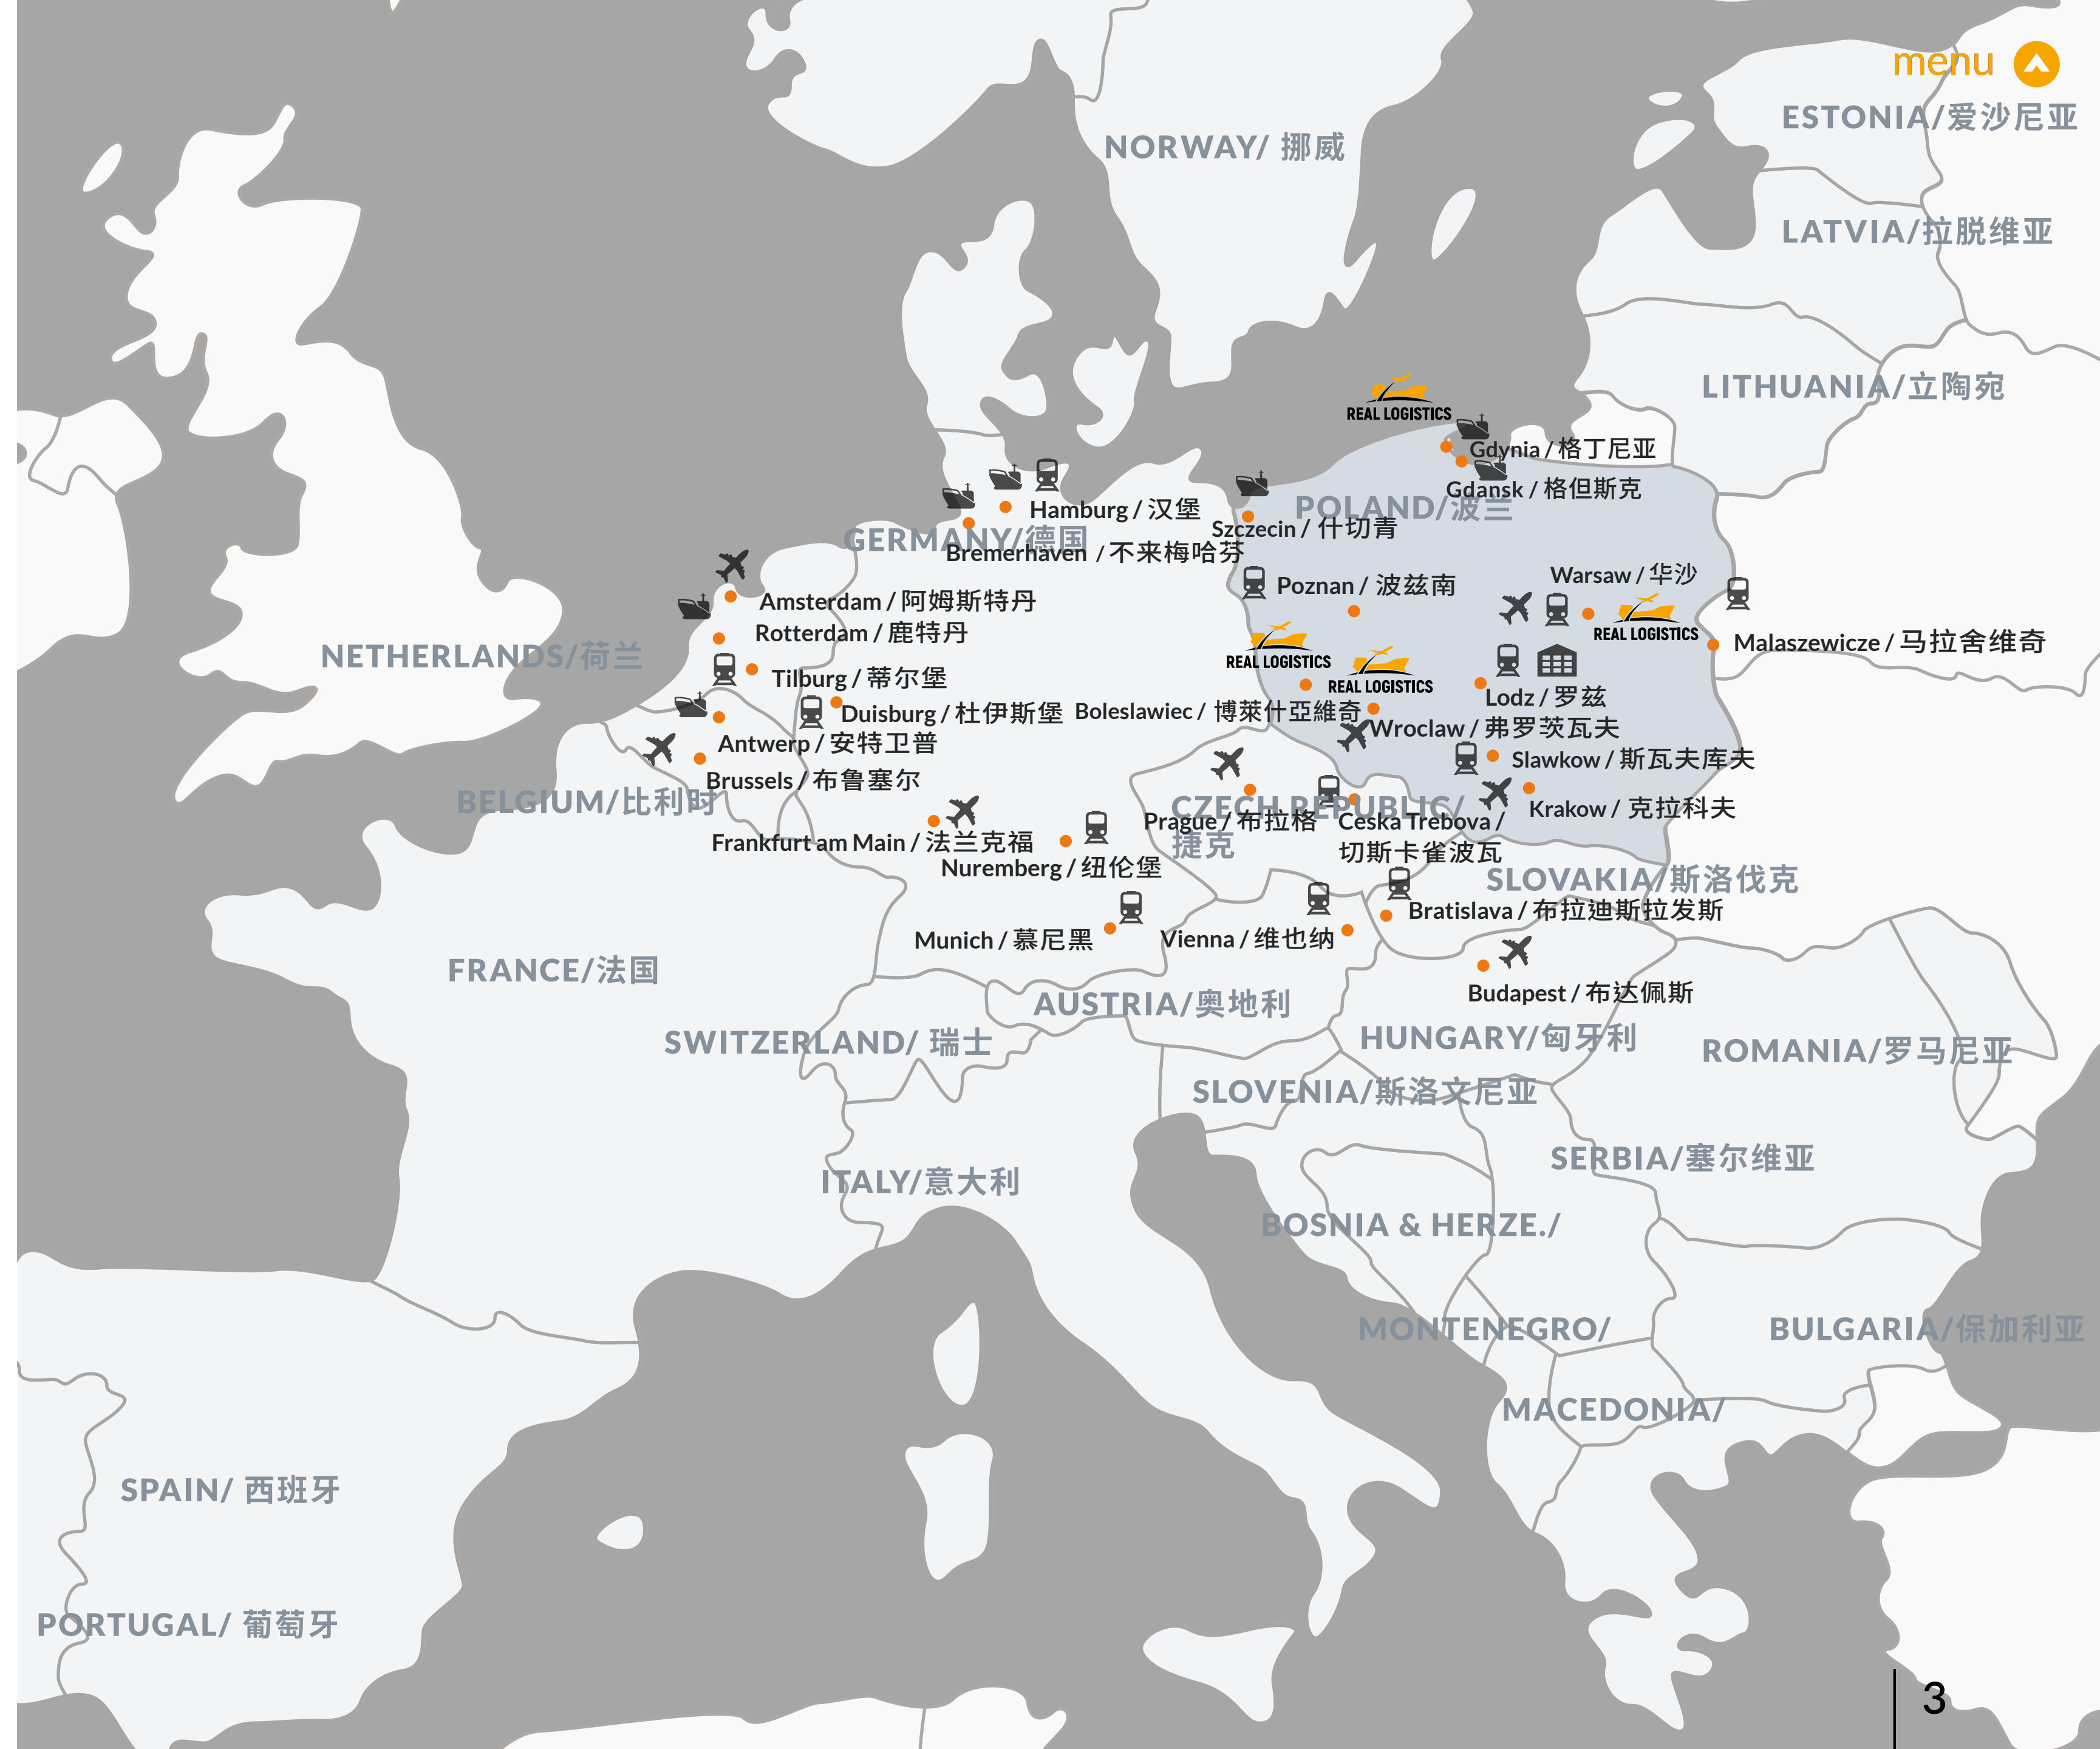 menu
ESTONIA/爱沙尼亚
NORWAY/ 挪威
LATVIA/拉脱维亚
LITHUANIA/立陶宛
REAL LOGISTICS
Gdynia / 格丁尼亚
Gdansk / 格但斯克
POLAND/波兰
Hamburg / 汉堡
Szczecin / 什切青
GERMANY/德国
Bremerhaven / 不来梅哈芬
Warsaw / 华沙
Poznan / 波兹南
Amsterdam / 阿姆斯特丹
Rotterdam / 鹿特丹
REAL LOGISTICS
Malaszewicze / 马拉舍维奇
NETHERLANDS/荷兰
REAL LOGISTICS
REAL LOGISTICS
Tilburg / 蒂尔堡
Lodz / 罗兹
Duisburg / 杜伊斯堡
Boleslawiec / 博萊什亞維奇
Wroclaw / 弗罗茨瓦夫
Antwerp / 安特卫普
Slawkow / 斯瓦夫库夫
Brussels / 布鲁塞尔
BELGIUM/比利时
CZECH REPUBLIC/
捷克
Krakow / 克拉科夫
Prague / 布拉格
Ceska Trebova /
切斯卡雀波瓦
Frankfurt am Main / 法兰克福
Nuremberg / 纽伦堡
SLOVAKIA/斯洛伐克
Bratislava / 布拉迪斯拉发斯
Munich / 慕尼黑
Vienna / 维也纳
FRANCE/法国
Budapest / 布达佩斯
AUSTRIA/奥地利
SWITZERLAND/ 瑞士
HUNGARY/匈牙利
ROMANIA/罗马尼亚
SLOVENIA/斯洛文尼亚
SERBIA/塞尔维亚
ITALY/意大利
BOSNIA & HERZE./
MONTENEGRO/
BULGARIA/保加利亚
MACEDONIA/
SPAIN/ 西班牙
PORTUGAL/ 葡萄牙
3